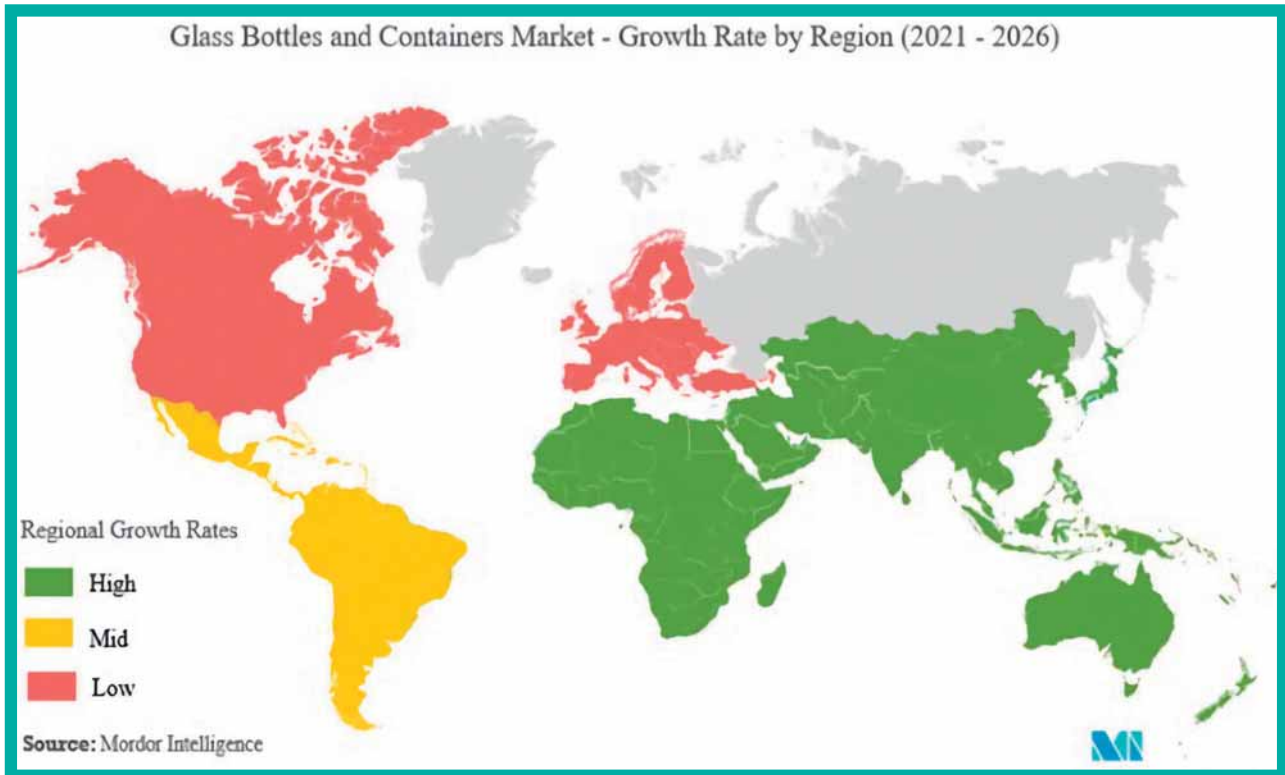 Glass Bottles and Containers Market - Growth Rate by Region (2021 - 2026)
Regional Growth Rates
High
Mid
Low
Source: Mordor Intelligence